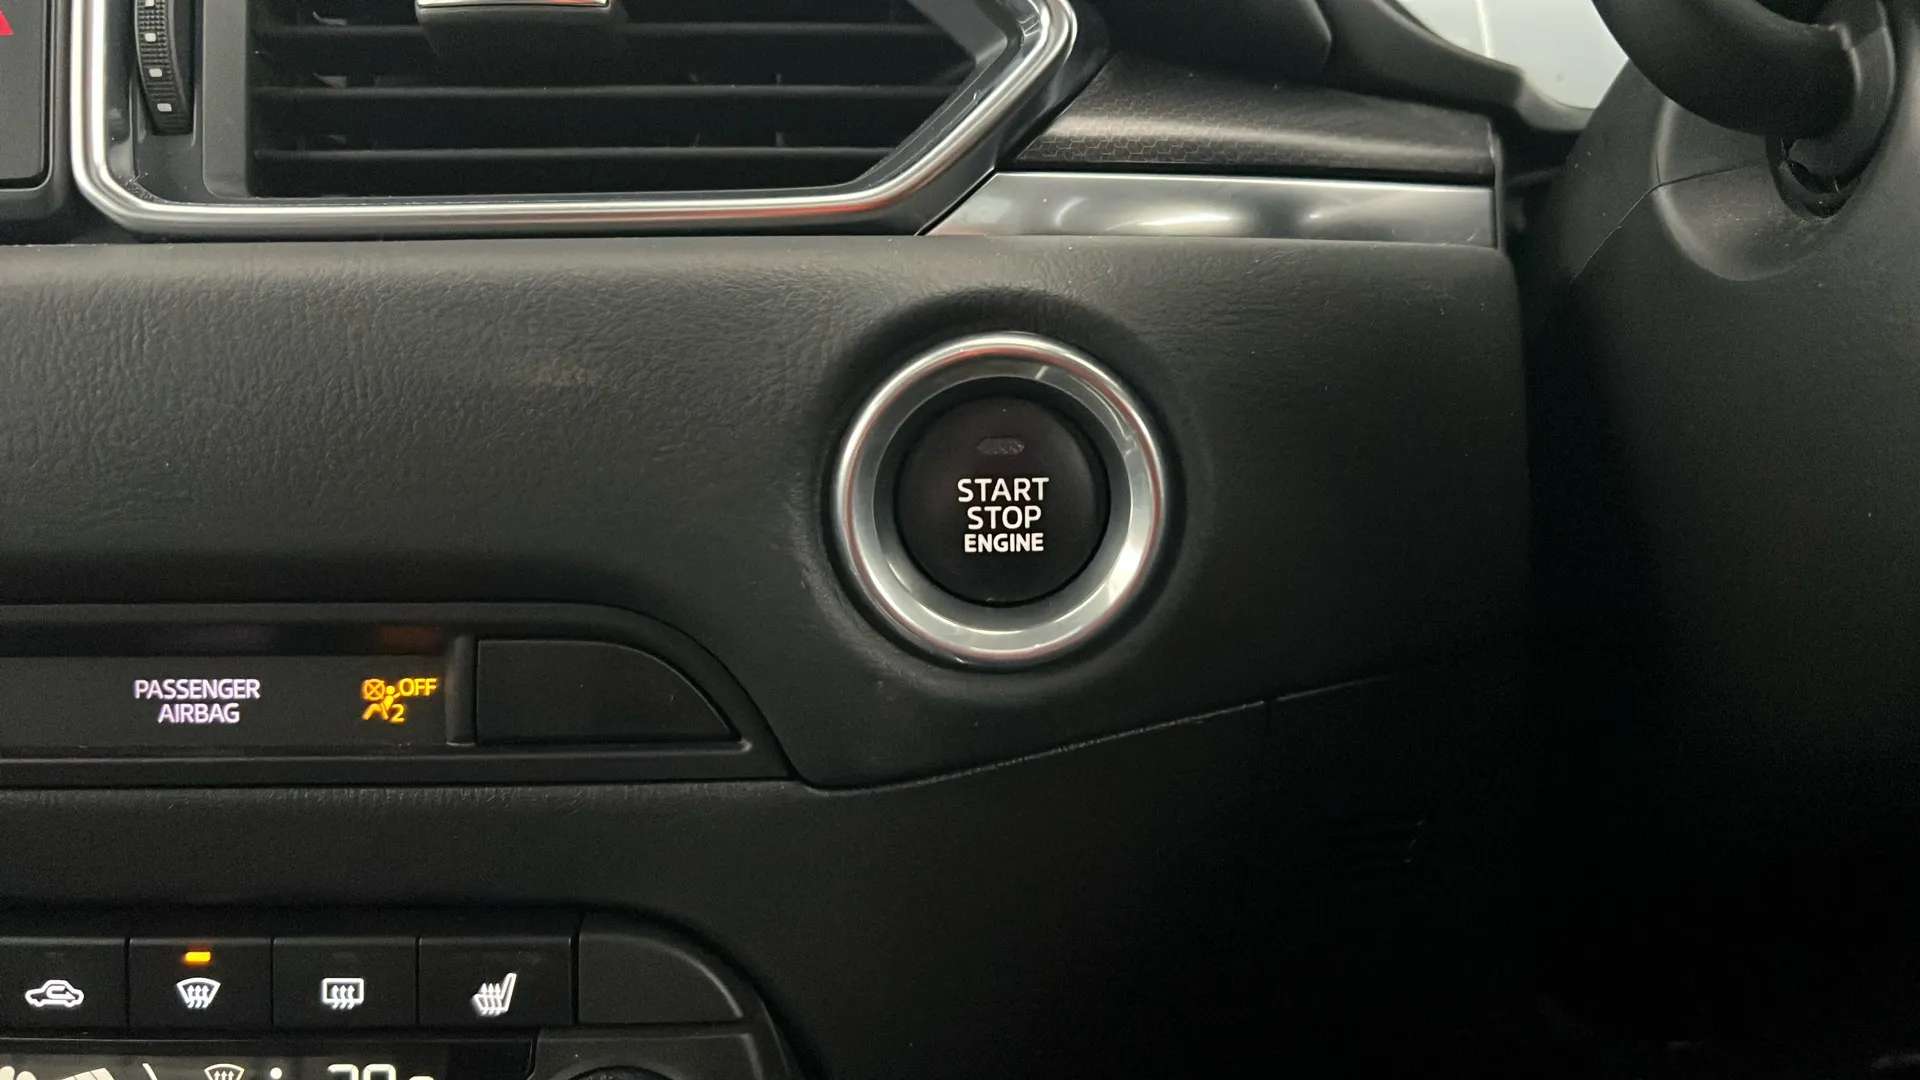 START
STOP
ENGINE
PASSENGER
AIRBAG
OFF
2